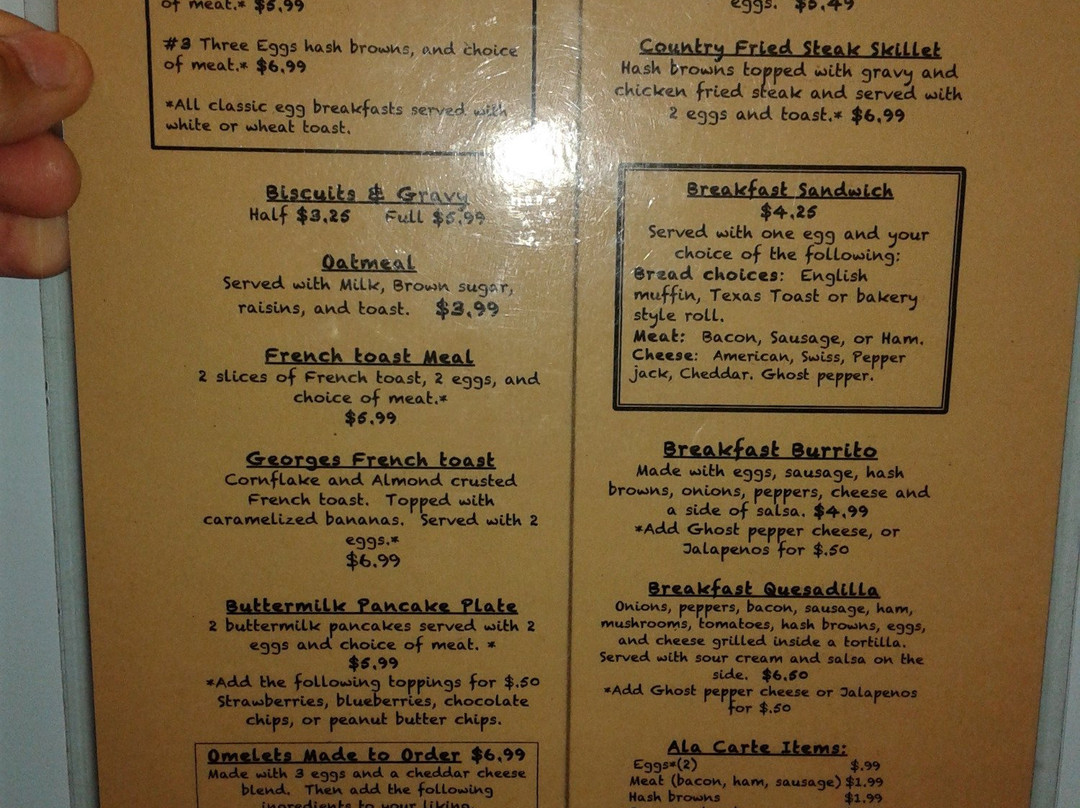 of meat.* $5.99
#3 Three Eggs hash browns, and choice
of meat.* $6.99
*All classic egg breakfasts served with
white or wheat toast.
Biscuits & Gravy
Half $3.25 Full $5.99
Oatmeal
Served with Milk, Brown sugar,
raisins, and toast. $3.99
French toast Meal
2 slices of French toast, 2 eggs, and
choice of meat.*
$5.99
Georges French toast
Cornflake and Almond crusted
French toast. Topped with
caramelized bananas. Served with 2
eggs.*
$6.99
Buttermilk Pancake Plate
2 buttermilk pancakes served with 2
eggs and choice of meat. *
$5.99
*Add the following toppings for $.50
Strawberries, blueberries, chocolate
chips, or peanut butter chips.
Omelets Made to Order $6.99
Made with 3 eggs and a cheddar cheese
blend. Then add the following
ingredients to your liking.
eggs. $5.49
Country Fried Steak Skillet
Hash browns topped with gravy and
chicken fried steak and served with
2 eggs and toast.* $6.99
Breakfast Sandwich
$4.25
Served with one egg and your
choice of the following:
Bread choices: English
muffin, Texas Toast or bakery
style roll.
Meat: Bacon, Sausage, or Ham.
Cheese: American, Swiss, Pepper
jack, Cheddar. Ghost pepper.
Breakfast Burrito
Made with eggs, sausage, hash
browns, onions, peppers, cheese and
a side of salsa. $4.99
*Add Ghost pepper cheese, or
Jalapenos for $.50
Breakfast Quesadilla
Onions, peppers, bacon, sausage, ham,
mushrooms, tomatoes, hash browns, eggs,
and cheese grilled inside a tortilla.
Served with sour cream and salsa on the
side. $6.50
*Add Ghost pepper cheese or Jalapenos
for $.50
Ala Carte Items:
Eggs*(2) $.99
Meat (bacon, ham, sausage) $1.99
Hash browns $1.99